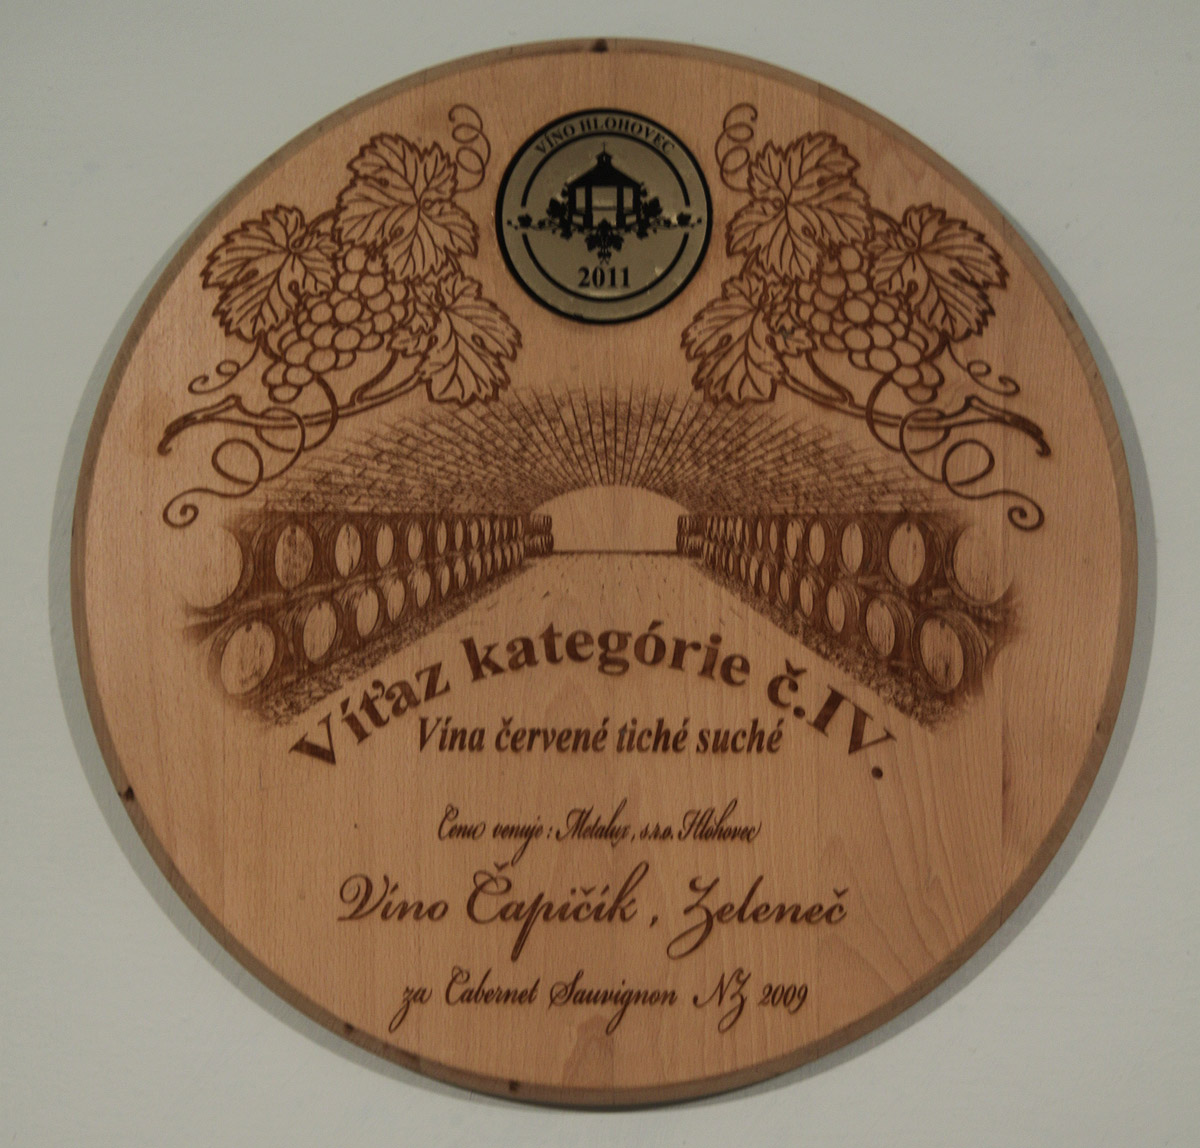 VÍNO HLOHOVEC
2011
Víťaz kategórie č.IV.
Vína červené tiché suché
Cenu venuje: Metalux, s.r.o. Hlohovec
Víno Čapičík, Zeleneč
za Cabernet Sauvignon NZ 2009